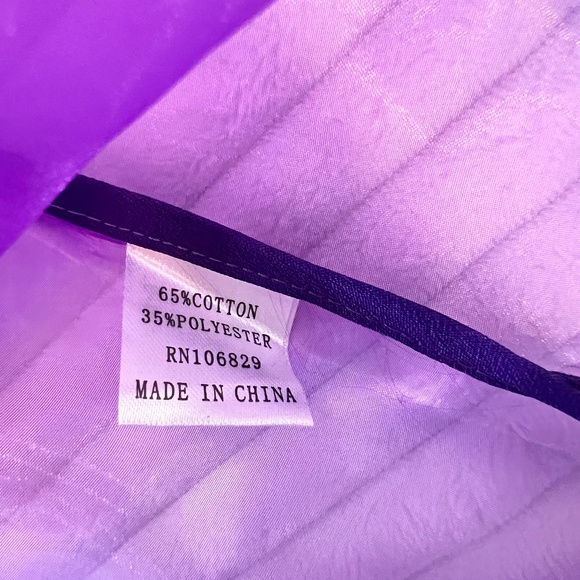 65%COTTON
35%POLYESTER
RN106829
MADE IN CHINA